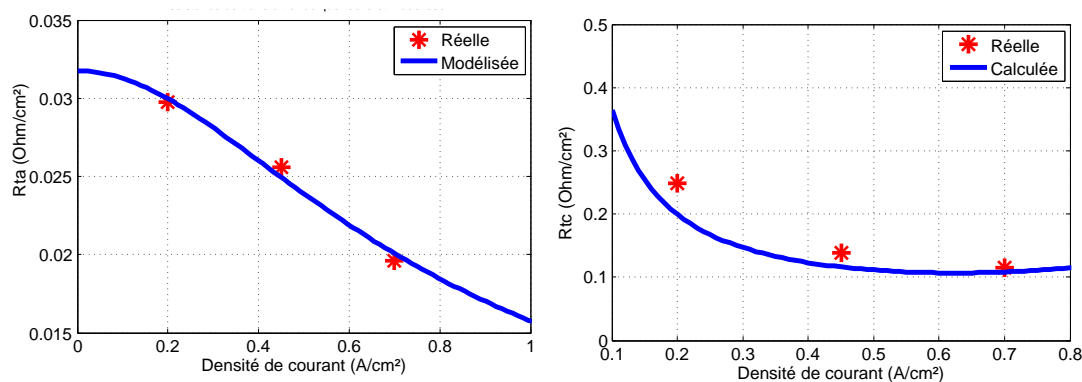 0.035
0.03
0.025
0.02
0.015
Rta (Ohm/cm²)
0 0.2 0.4 0.6 0.8 1
Densité de courant (A/cm²)
Réelle
Modélisée
0.5
0.4
0.3
0.2
0.1
0
Rtc (Ohm/cm²)
0.1 0.2 0.3 0.4 0.5 0.6 0.7 0.8
Densité de courant (A/cm²)
Réelle
Calculée